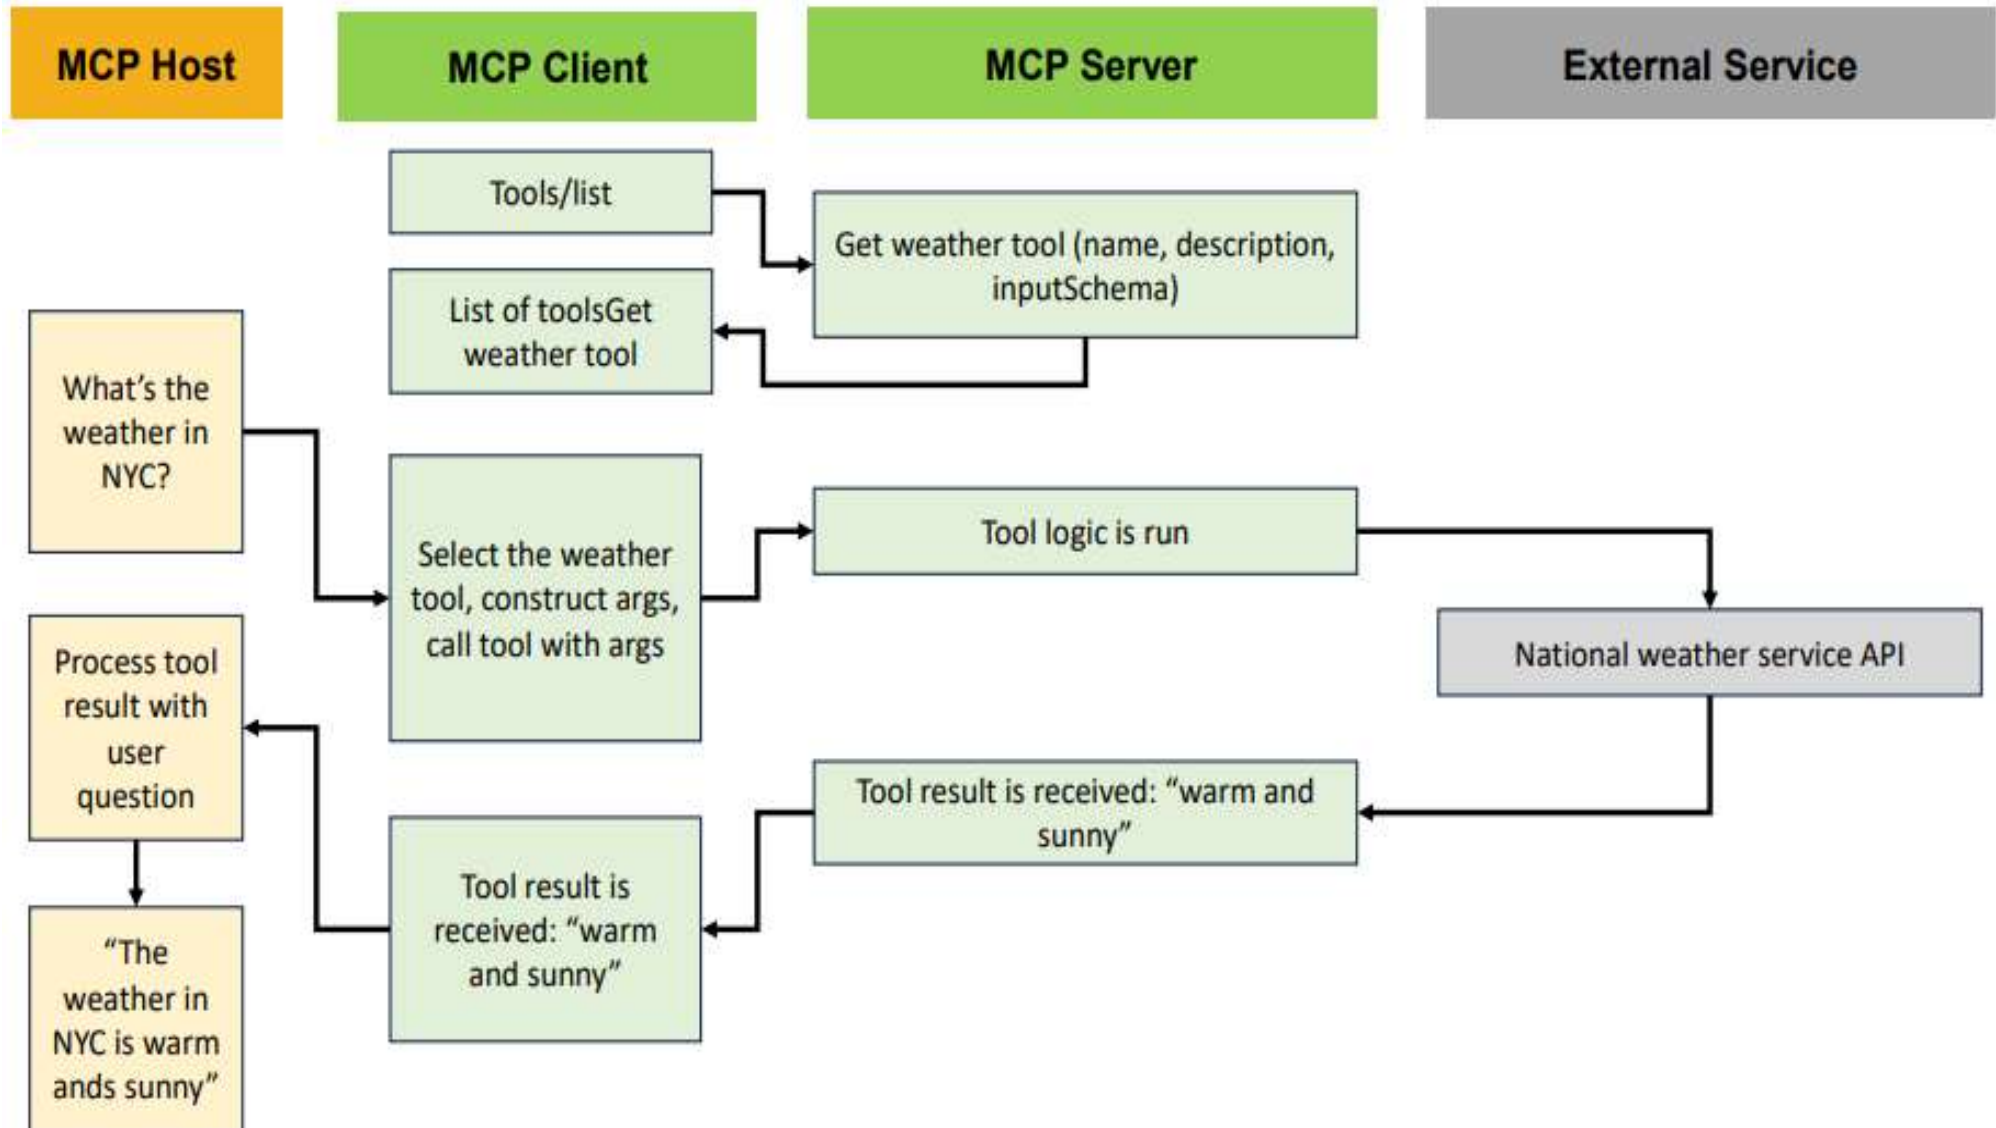 MCP Host
MCP Client
MCP Server
External Service
Tools/list
Get weather tool (name, description,
inputSchema)
List of toolsGet
weather tool
What’s the
weather in
NYC?
Select the weather
tool, construct args,
call tool with args
Tool logic is run
National weather service API
Tool result is received: “warm and
sunny”
Tool result is
received: “warm
and sunny”
Process tool
result with
user
question
“The
weather in
NYC is warm
ands sunny”